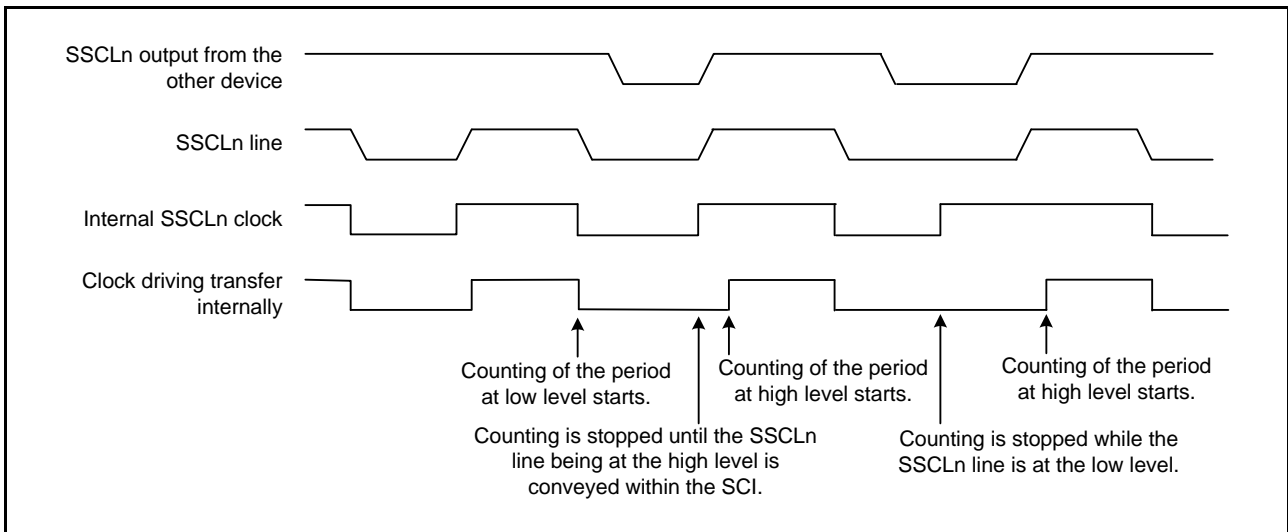 SSCLn output from the
other device
SSCLn line
Internal SSCLn clock
Clock driving transfer
internally
Counting of the period
at low level starts.
Counting of the period
at high level starts.
Counting of the period
at high level starts.
Counting is stopped until the SSCLn
line being at the high level is
conveyed within the SCI.
Counting is stopped while the
SSCLn line is at the low level.